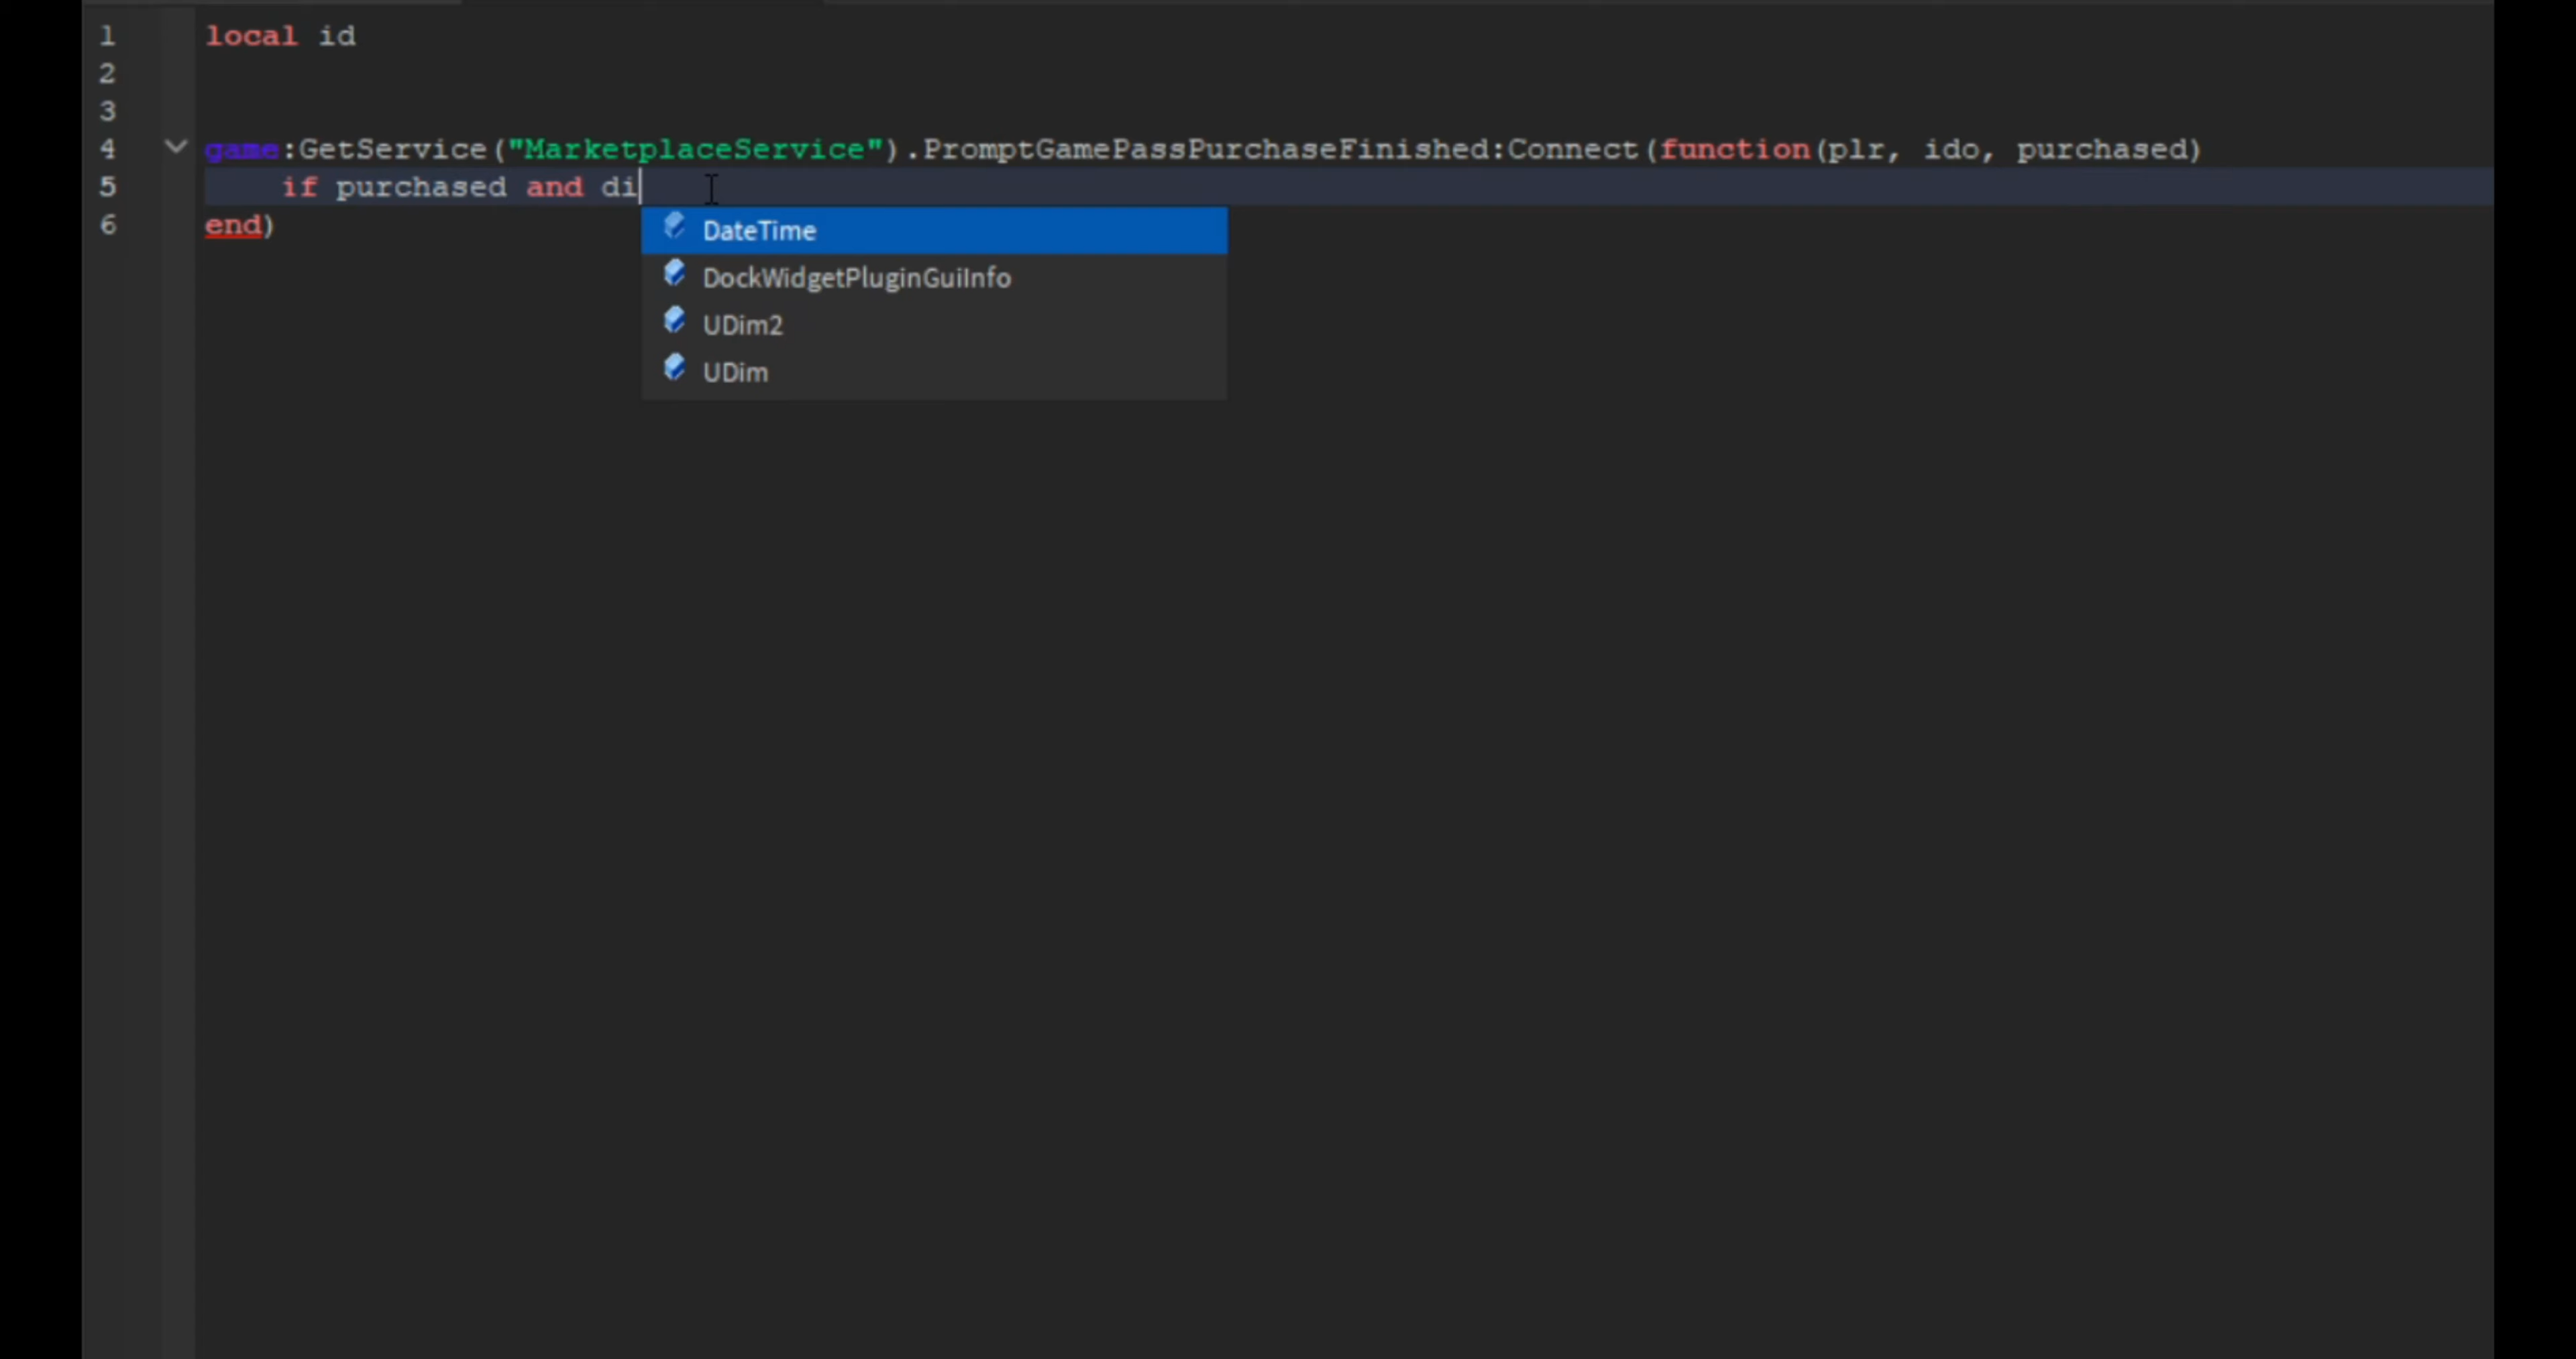 1 local id
2
3
4 game:GetService("MarketplaceService").PromptGamePassPurchaseFinished:Connect(function(plr, ido, purchased)
5 if purchased and di
6 end)
DateTime
DockWidgetPluginGuiInfo
UDim2
UDim